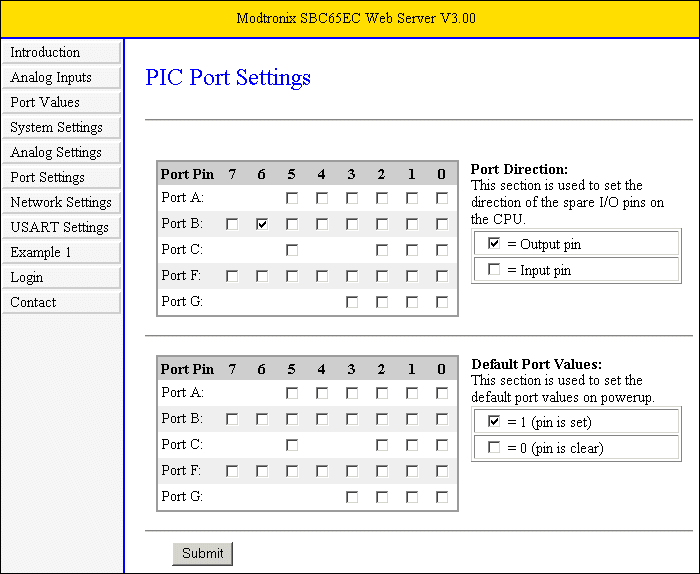 Modtronix SBC65EC Web Server V3.00
Introduction
Analog Inputs
Port Values
System Settings
Analog Settings
Port Settings
Network Settings
USART Settings
Example 1
Login
Contact
PIC Port Settings
Port Pin 7 6 5 4 3 2 1 0
Port A:
Port B:
Port C:
Port F:
Port G:
Port Direction:
This section is used to set the
direction of the spare I/O pins on
the CPU.
= Output pin
= Input pin
Port Pin 7 6 5 4 3 2 1 0
Port A:
Port B:
Port C:
Port F:
Port G:
Default Port Values:
This section is used to set the
default port values on powerup.
= 1 (pin is set)
= 0 (pin is clear)
Submit